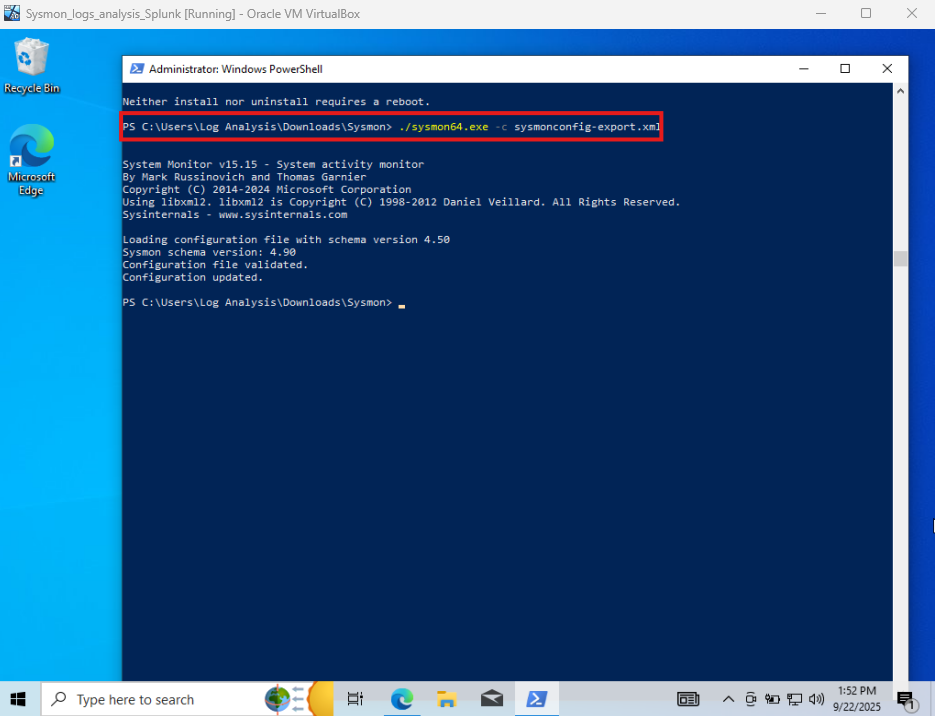 Sysmon_logs_analysis_Splunk [Running] - Oracle VM VirtualBox
Recycle Bin
Microsoft
Edge
Administrator: Windows PowerShell
Neither install nor uninstall requires a reboot.
PS C:\Users\Log Analysis\Downloads\Sysmon> ./sysmon64.exe -c sysmonconfig-export.xml
System Monitor v15.15 - System activity monitor
By Mark Russinovich and Thomas Garnier
Copyright (C) 2014-2024 Microsoft Corporation
Using libxml2. libxml2 is Copyright (C) 1998-2012 Daniel Veillard. All Rights Reserved.
Sysinternals - www.sysinternals.com
Loading configuration file with schema version 4.50
Sysmon schema version: 4.90
Configuration file validated.
Configuration updated.
PS C:\Users\Log Analysis\Downloads\Sysmon>
Type here to search
1:52 PM
9/22/2025
1